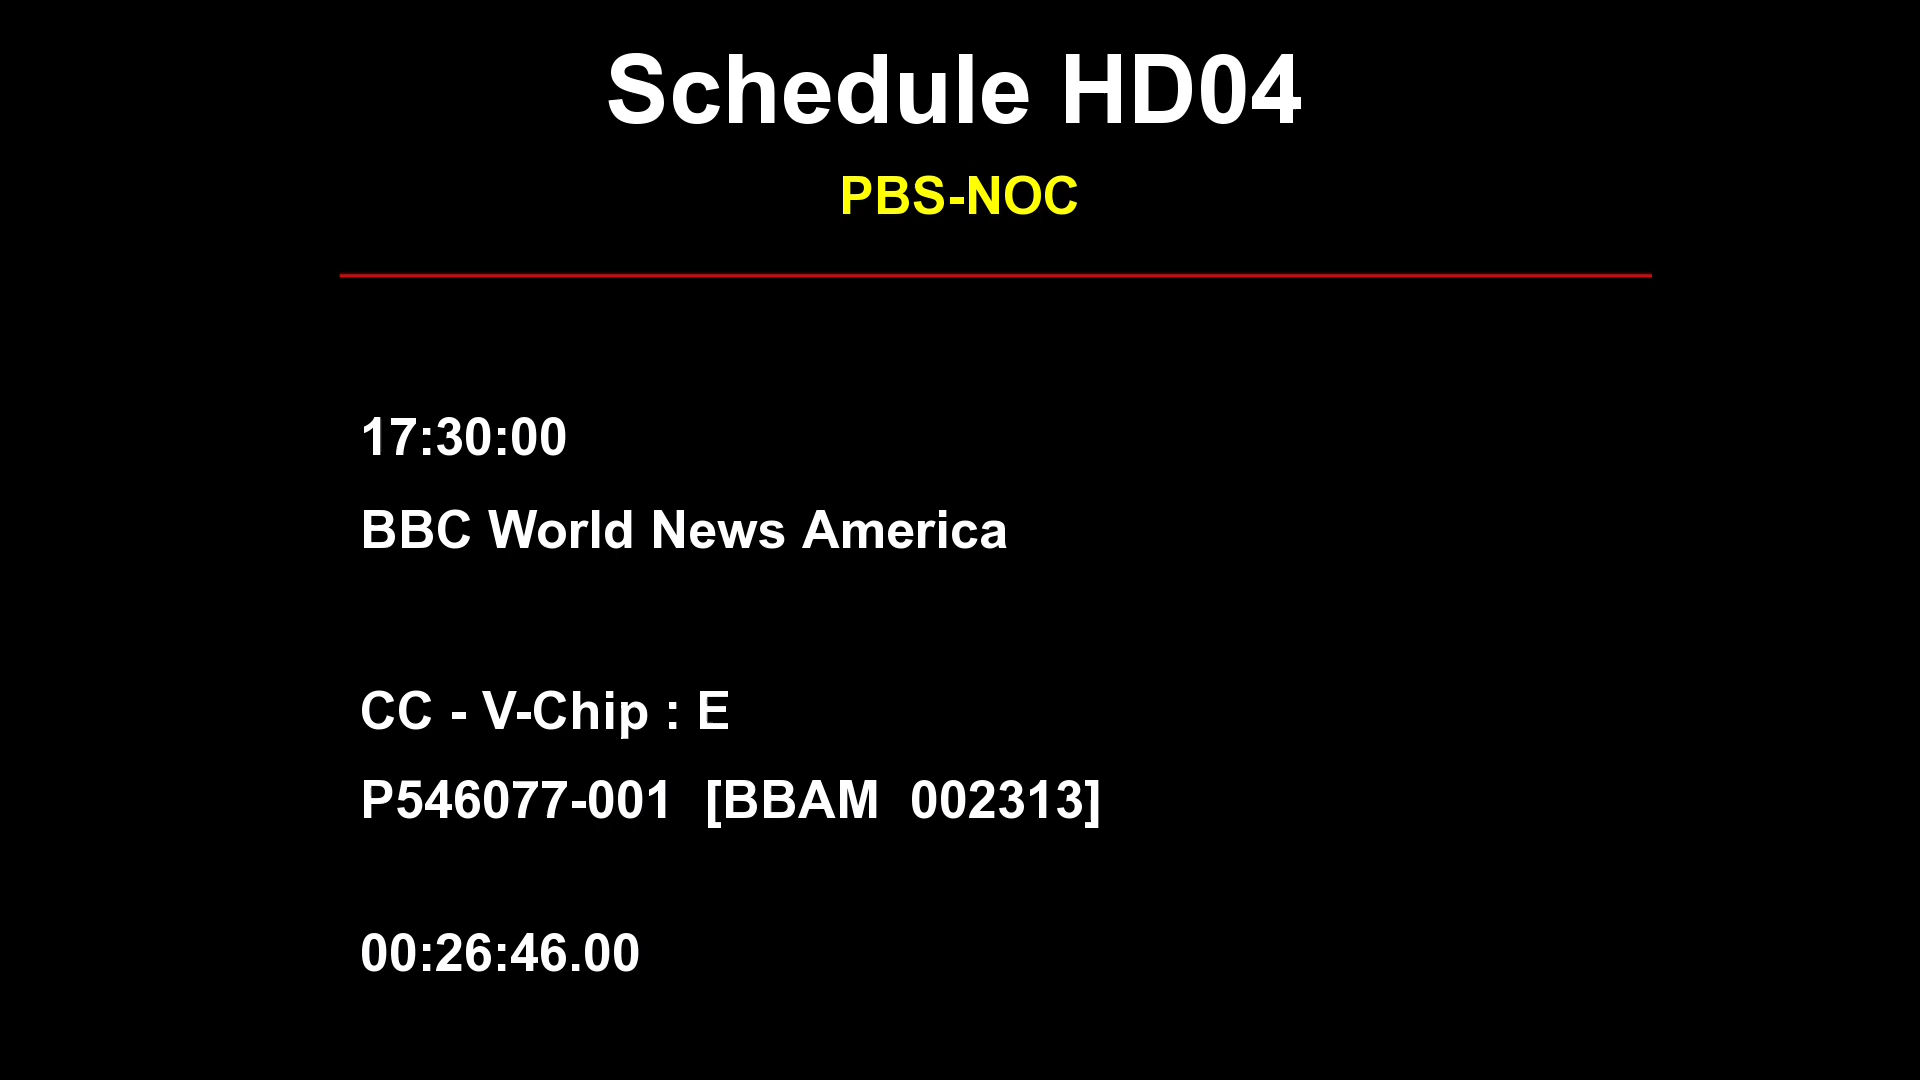 Schedule HD04
PBS-NOC
17:30:00
BBC World News America
CC - V-Chip : E
P546077-001  [BBAM  002313]
00:26:46.00